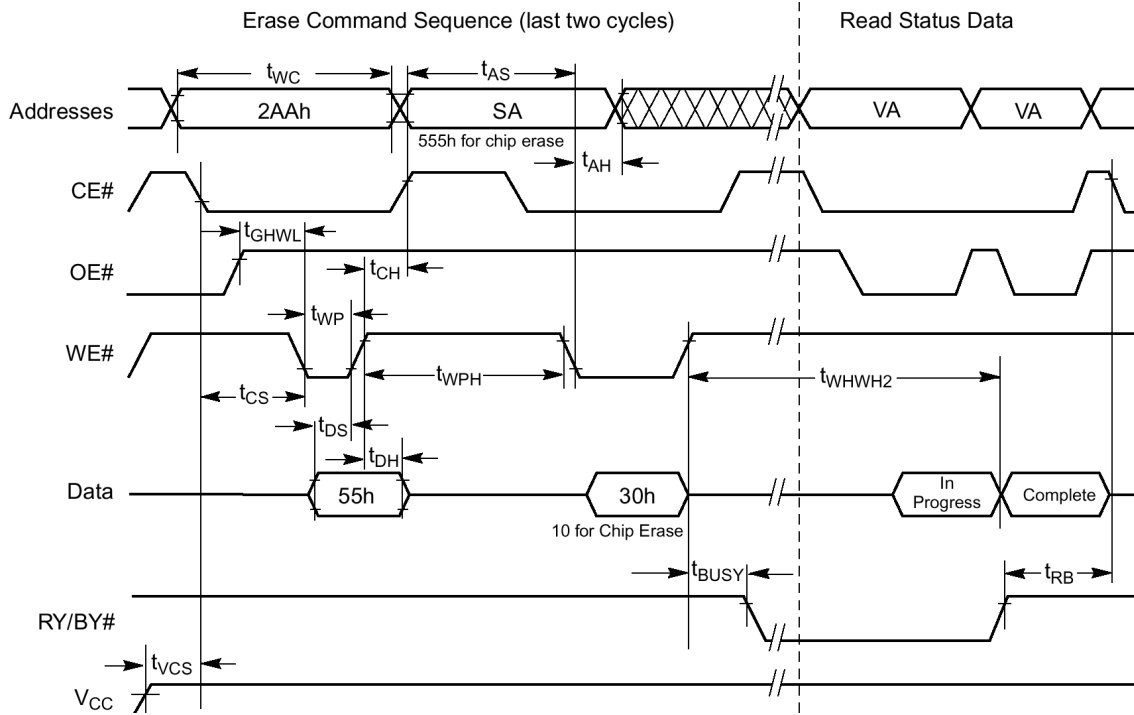 Erase Command Sequence (last two cycles)
Read Status Data
tWC
tAS
Addresses
2AAh
SA
VA
VA
555h for chip erase
tAH
CE#
tGHWL
OE#
tCH
tWP
WE#
tWPH
tWHWH2
tCS
tDS
tDH
Data
55h
30h
In
Progress
Complete
10 for Chip Erase
tBUSY
tRB
RY/BY#
tVCS
VCC